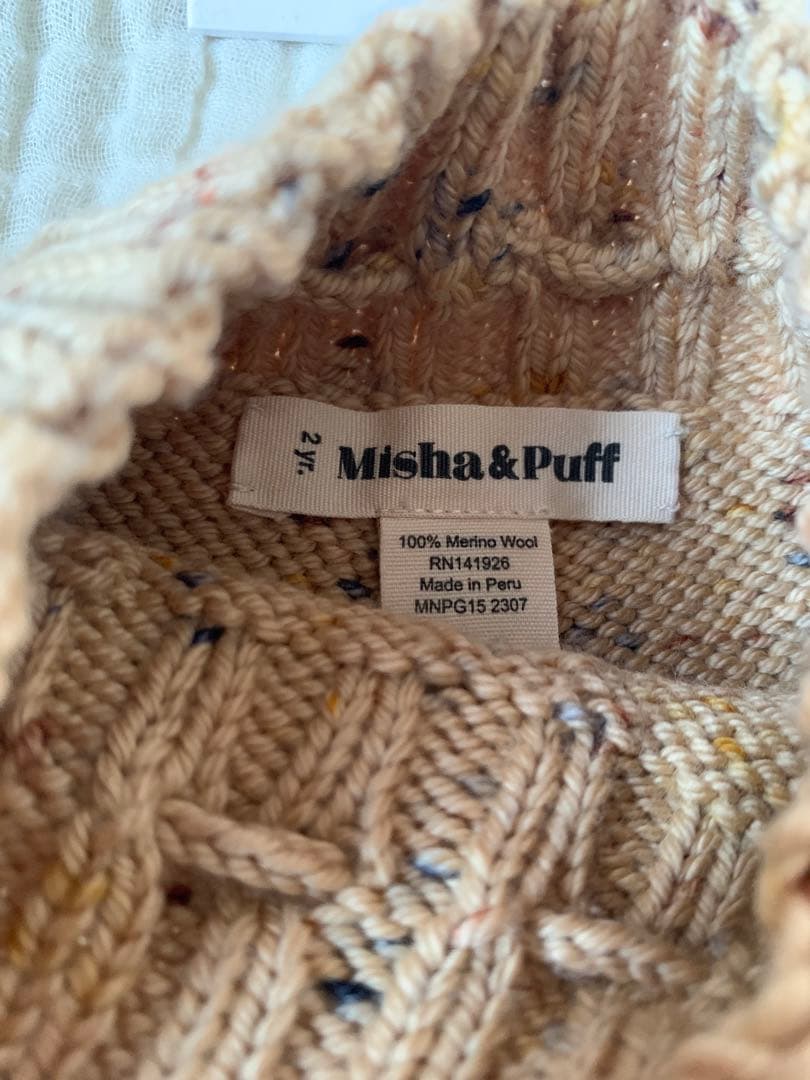 2 yr.
Misha&Puff
100% Merino Wool
RN141926
Made in Peru
MNPG15 2307